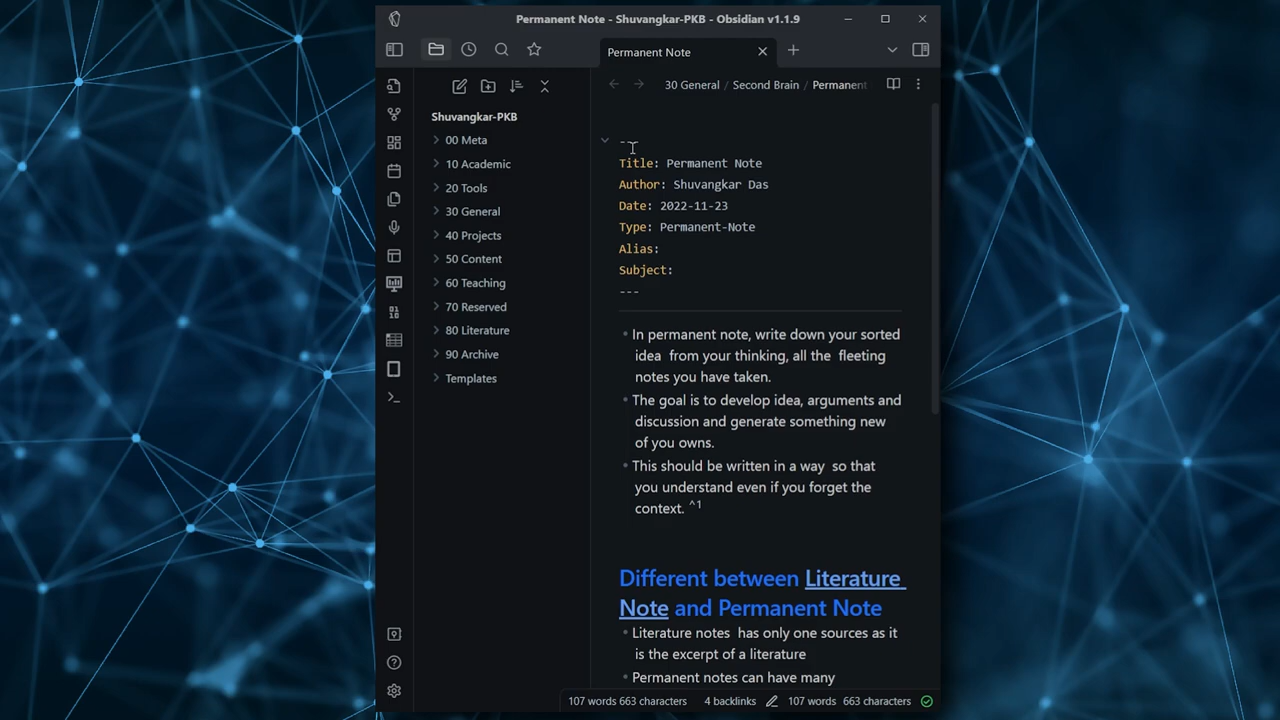 Permanent Note - Shuvangkar-PKB - Obsidian v1.1.9
Permanent Note
30 General / Second Brain / Permanent
Shuvangkar-PKB
00 Meta
10 Academic
20 Tools
30 General
40 Projects
50 Content
60 Teaching
70 Reserved
80 Literature
90 Archive
Templates
---
Title: Permanent Note
Author: Shuvangkar Das
Date: 2022-11-23
Type: Permanent-Note
Alias:
Subject:
---
In permanent note, write down your sorted
idea from your thinking, all the fleeting
notes you have taken.
The goal is to develop idea, arguments and
discussion and generate something new
of you owns.
This should be written in a way so that
you understand even if you forget the
context. ^1
Different between Literature
Note and Permanent Note
Literature notes has only one sources as it
is the excerpt of a literature
Permanent notes can have many
107 words 663 characters 4 backlinks 107 words 663 characters